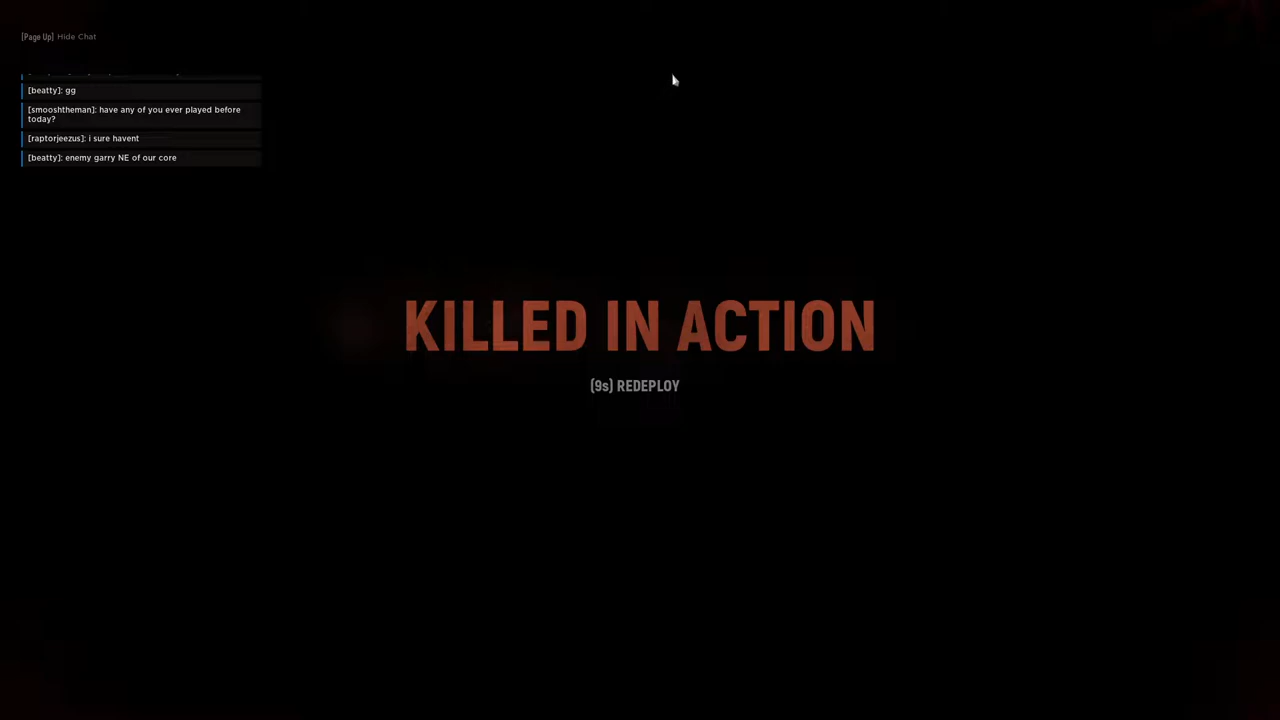 [Page Up] Hide Chat
[beatty]: gg
[smooshtheman]: have any of you ever played before
today?
[raptorjeezus]: i sure havent
[beatty]: enemy garry NE of our core
KILLED IN ACTION
(9s) REDEPLOY